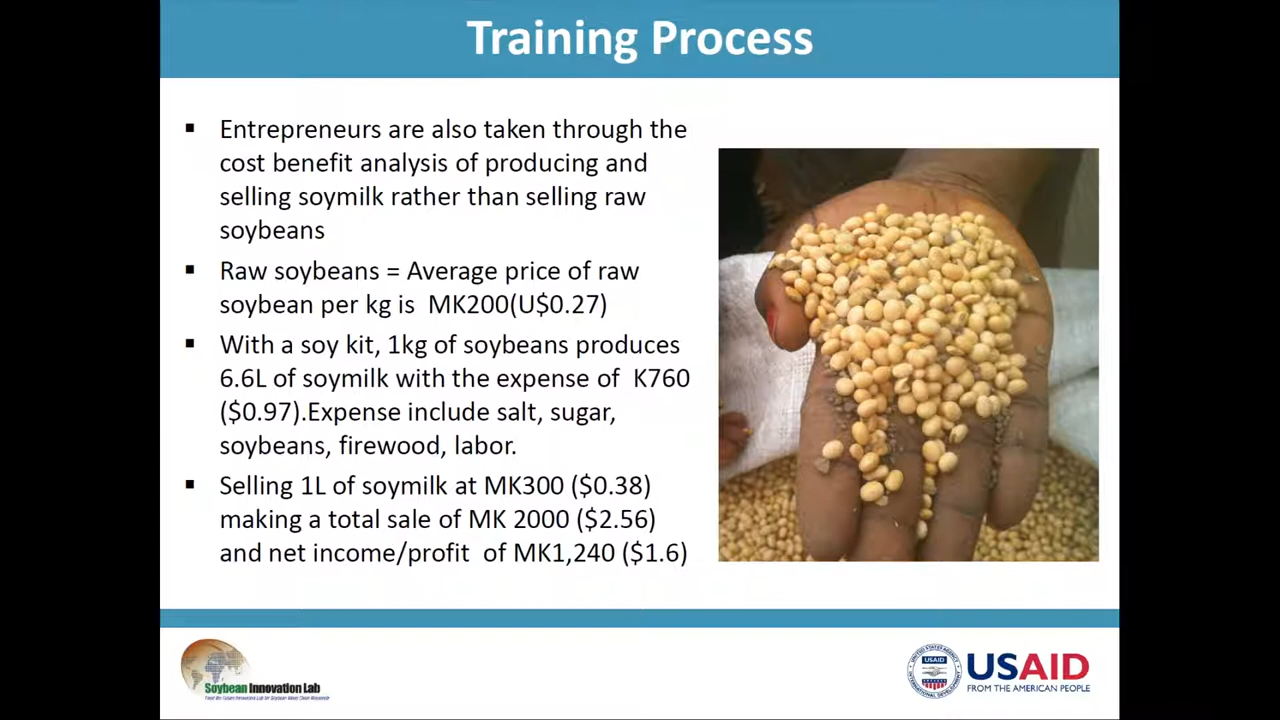 Training Process
▪ Entrepreneurs are also taken through the
cost benefit analysis of producing and
selling soymilk rather than selling raw
soybeans
▪ Raw soybeans = Average price of raw
soybean per kg is MK200(U$0.27)
▪ With a soy kit, 1kg of soybeans produces
6.6L of soymilk with the expense of K760
($0.97).Expense include salt, sugar,
soybeans, firewood, labor.
▪ Selling 1L of soymilk at MK300 ($0.38)
making a total sale of MK 2000 ($2.56)
and net income/profit of MK1,240 ($1.6)
Soybean Innovation Lab
USAID
USAID
FROM THE AMERICAN PEOPLE